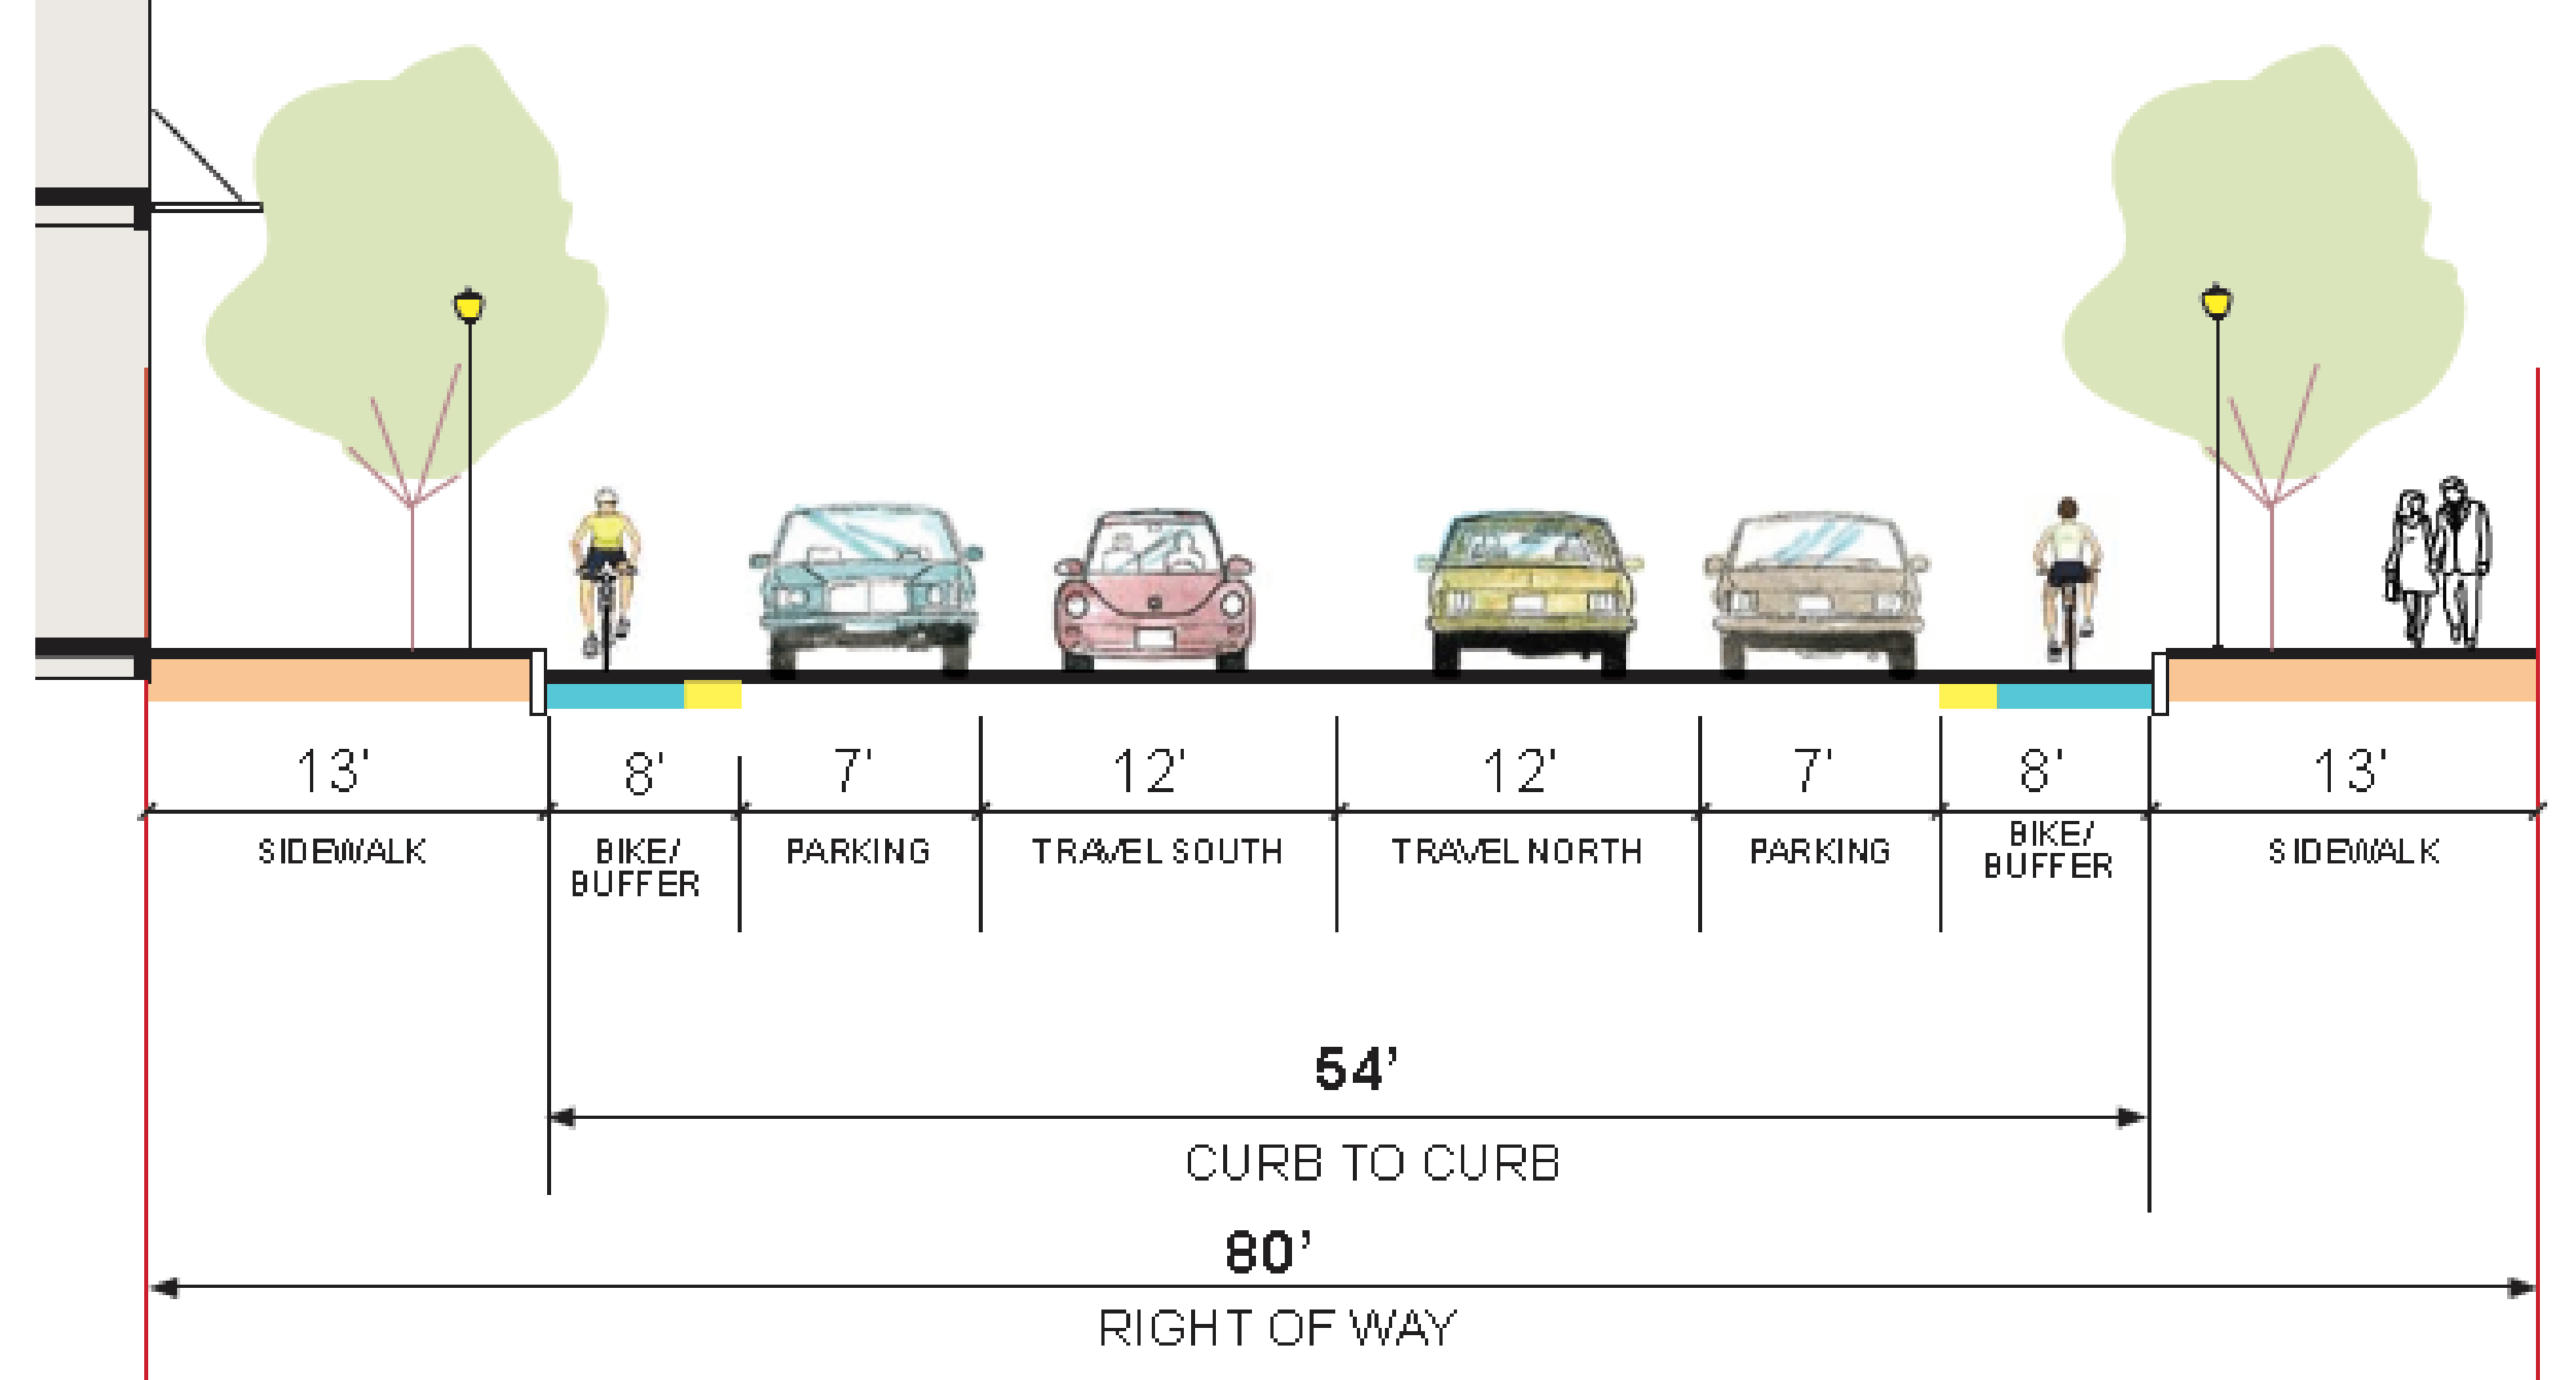 13' 8' 7' 12' 12' 7' 8' 13'
SIDEWALK BIKE/ PARKING TRAVEL SOUTH TRAVEL NORTH PARKING BIKE/ SIDEWALK
BUFFER BUFFER
54’
CURB TO CURB
80’
RIGHT OF WAY